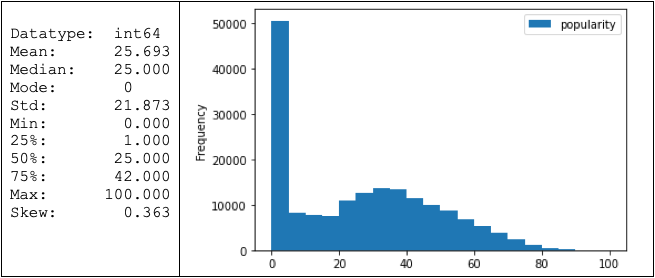 Datatype: int64
Mean: 25.693
Median: 25.000
Mode: 0
Std: 21.873
Min: 0.000
25%: 1.000
50%: 25.000
75%: 42.000
Max: 100.000
Skew: 0.363
popularity
50000
40000
30000
20000
10000
0
Frequency
0 20 40 60 80 100